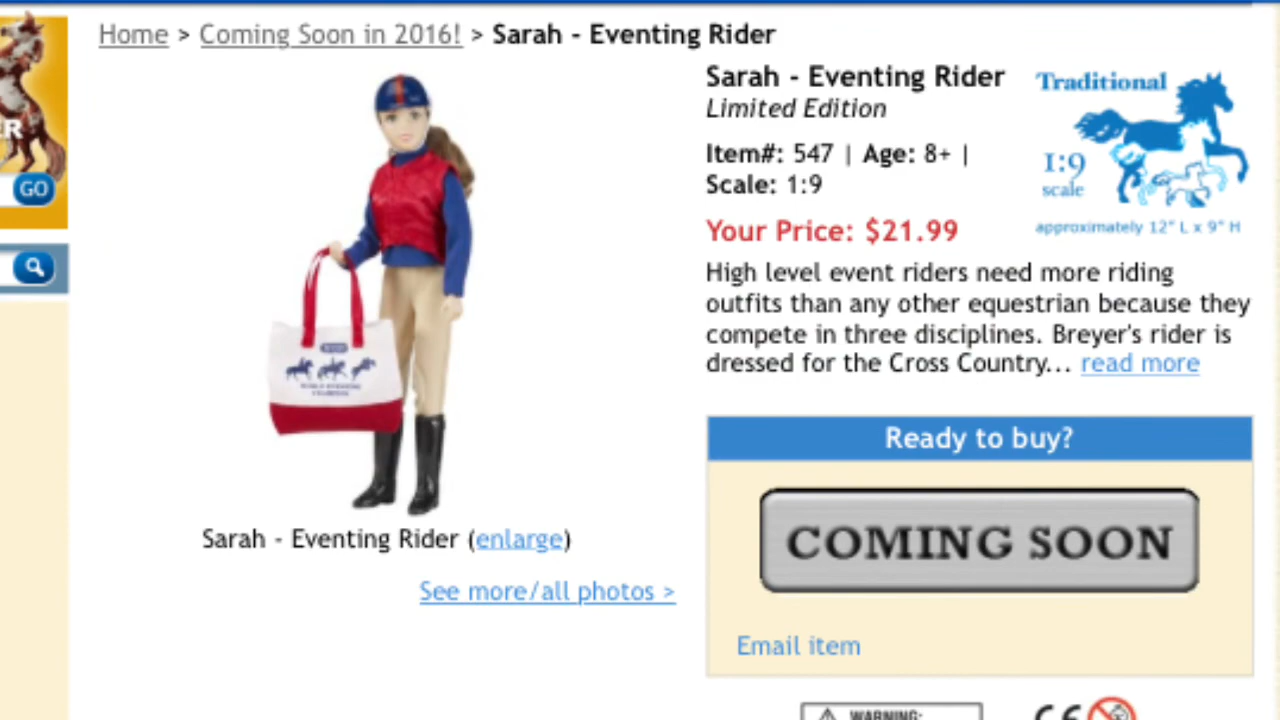 Home > Coming Soon in 2016! > Sarah - Eventing Rider
ER
GO
Sarah - Eventing Rider
Limited Edition
Item#: 547 | Age: 8+ |
Scale: 1:9
Traditional
1:9
scale
approximately 12" L x 9" H
Your Price: $21.99
High level event riders need more riding
outfits than any other equestrian because they
compete in three disciplines. Breyer's rider is
dressed for the Cross Country... read more
Sarah - Eventing Rider (enlarge)
See more/all photos >
Ready to buy?
COMING SOON
Email item
WARNING:
CE